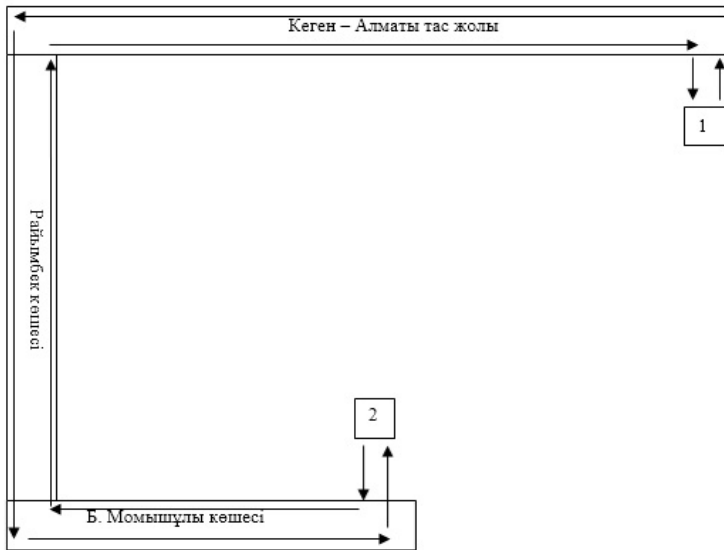 Кеген – Алматы тас жолы
1
Райымбек көшесі
2
Б. Момышұлы көшесі